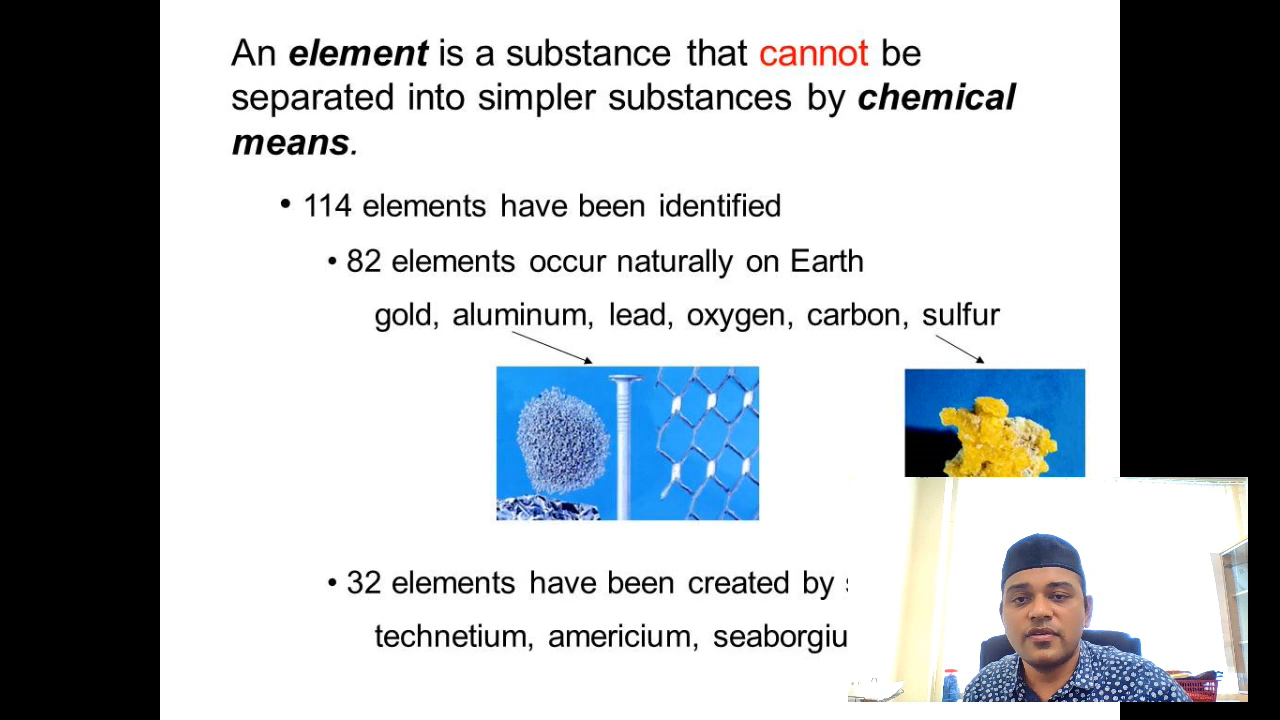 An element is a substance that cannot be
separated into simpler substances by chemical
means.
• 114 elements have been identified
• 82 elements occur naturally on Earth
gold, aluminum, lead, oxygen, carbon, sulfur
• 32 elements have been created by
technetium, americium,